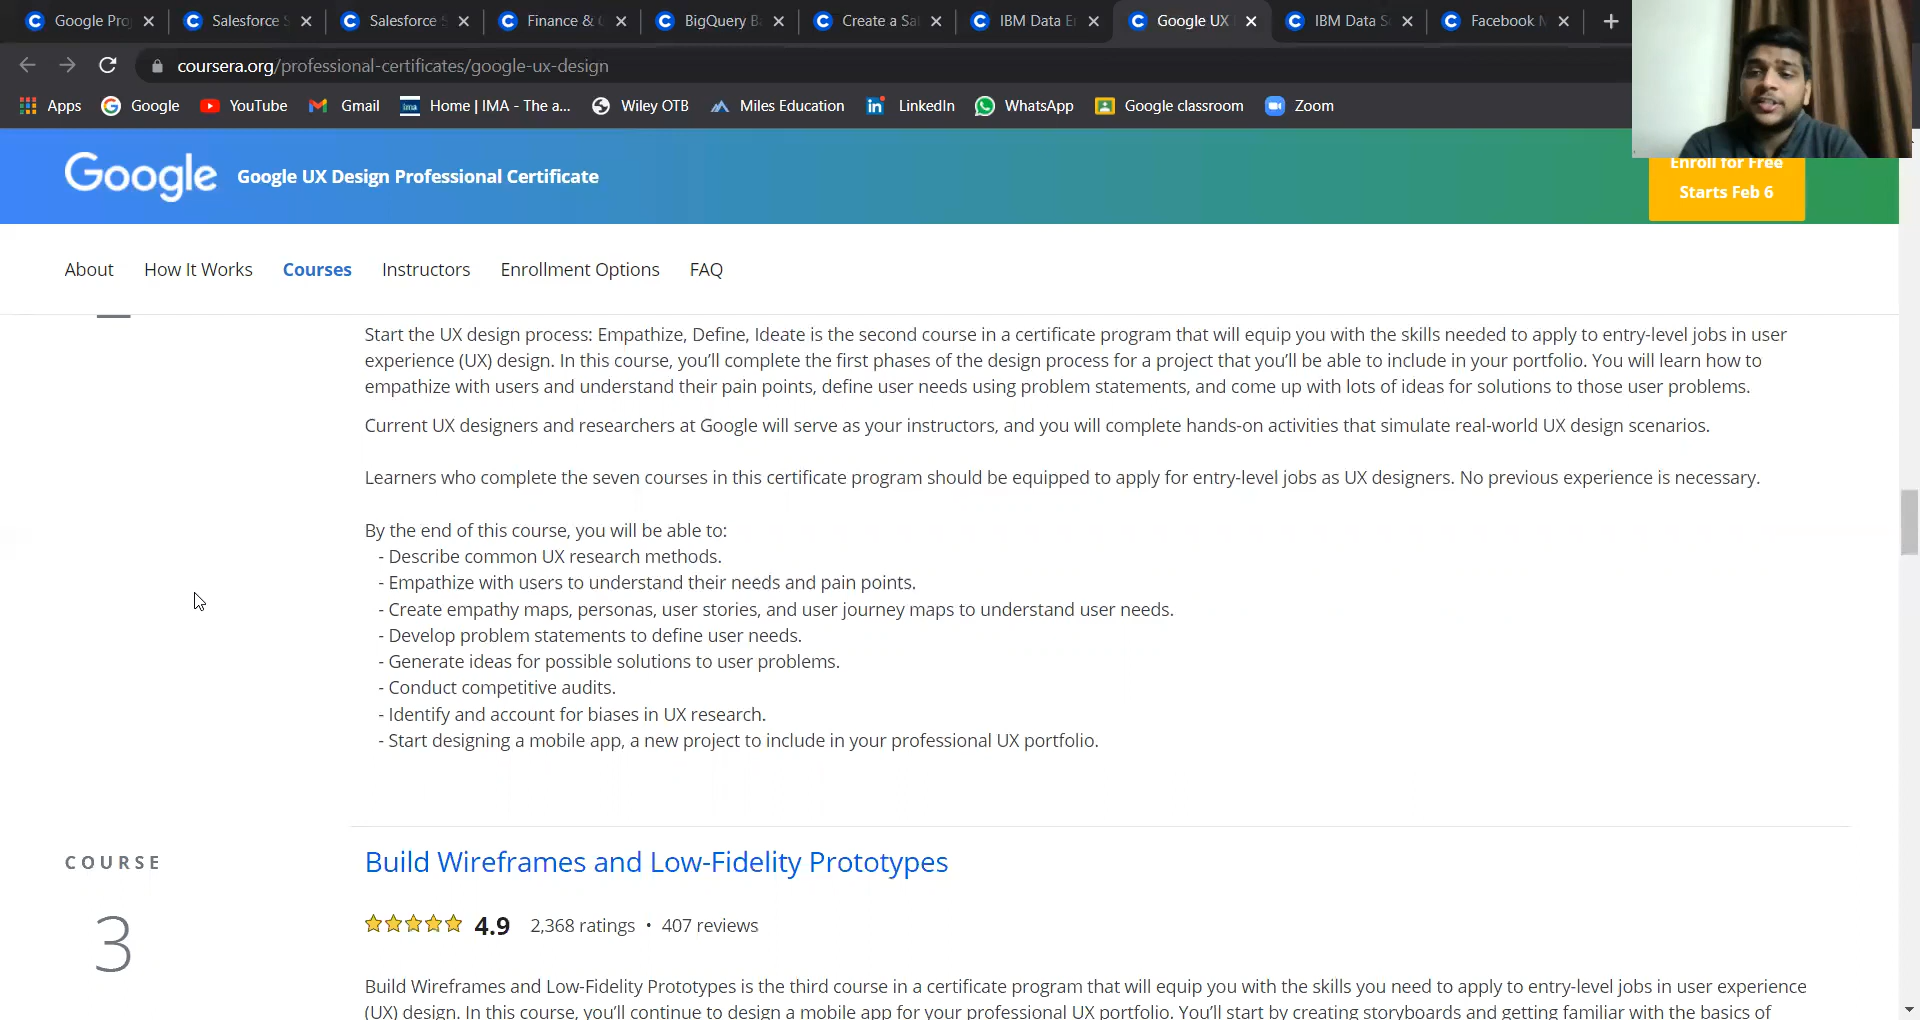 Google Pro
Salesforce S
Salesforce S
Finance &
BigQuery B
Create a Sa
IBM Data E
Google UX
IBM Data S
Facebook M
coursera.org/professional-certificates/google-ux-design
Apps
Google
YouTube
Gmail
Home | IMA - The a...
Wiley OTB
Miles Education
LinkedIn
WhatsApp
Google classroom
Zoom
Google
Google UX Design Professional Certificate
Enroll for Free
Starts Feb 6
About
How It Works
Courses
Instructors
Enrollment Options
FAQ
Start the UX design process: Empathize, Define, Ideate is the second course in a certificate program that will equip you with the skills needed to apply to entry-level jobs in user
experience (UX) design. In this course, you’ll complete the first phases of the design process for a project that you’ll be able to include in your portfolio. You will learn how to
empathize with users and understand their pain points, define user needs using problem statements, and come up with lots of ideas for solutions to those user problems.
Current UX designers and researchers at Google will serve as your instructors, and you will complete hands-on activities that simulate real-world UX design scenarios.
Learners who complete the seven courses in this certificate program should be equipped to apply for entry-level jobs as UX designers. No previous experience is necessary.
By the end of this course, you will be able to:
- Describe common UX research methods.
- Empathize with users to understand their needs and pain points.
- Create empathy maps, personas, user stories, and user journey maps to understand user needs.
- Develop problem statements to define user needs.
- Generate ideas for possible solutions to user problems.
- Conduct competitive audits.
- Identify and account for biases in UX research.
- Start designing a mobile app, a new project to include in your professional UX portfolio.
COURSE
3
Build Wireframes and Low-Fidelity Prototypes
4.9 2,368 ratings • 407 reviews
Build Wireframes and Low-Fidelity Prototypes is the third course in a certificate program that will equip you with the skills you need to apply to entry-level jobs in user experience
(UX) design. In this course, you’ll continue to design a mobile app for your professional UX portfolio. You’ll start by creating storyboards and getting familiar with the basics of